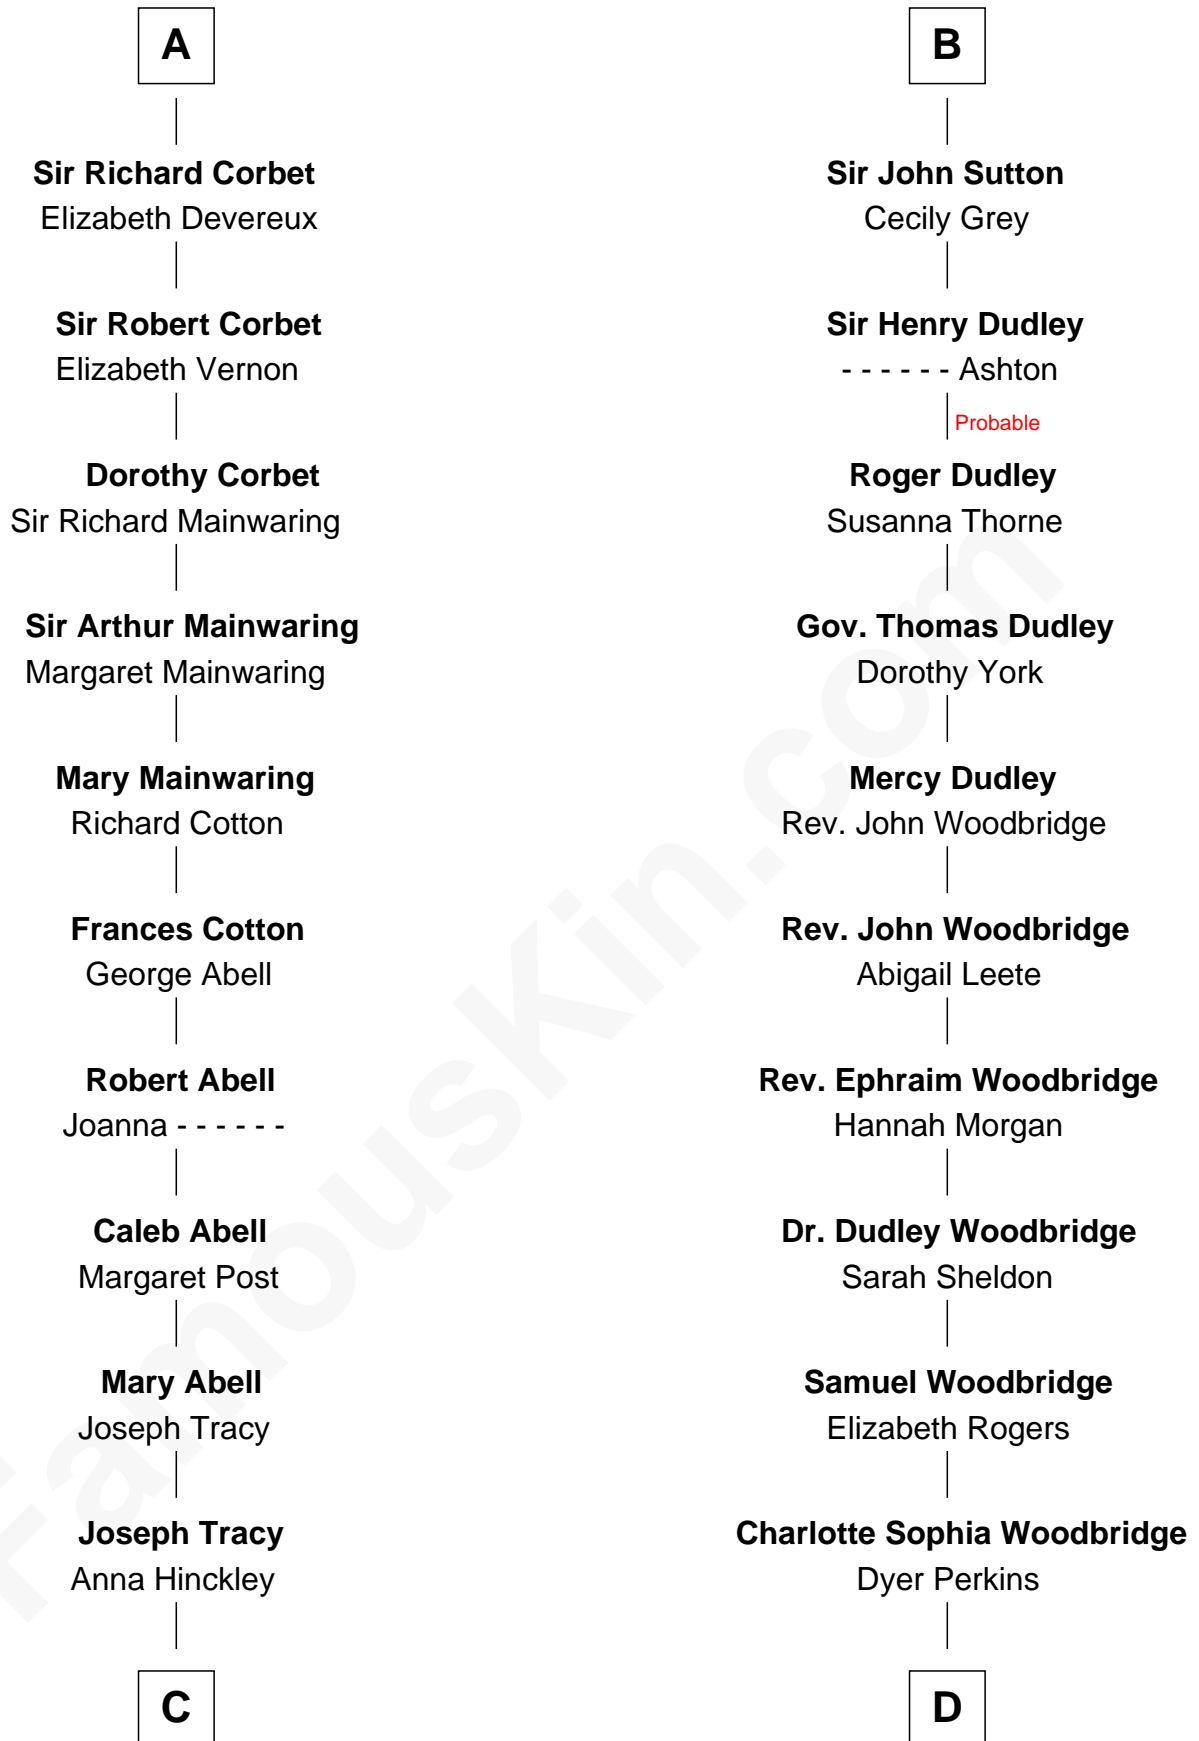 A
Sir Richard Corbet
Elizabeth Devereux
Sir Robert Corbet
Elizabeth Vernon
Dorothy Corbet
Sir Richard Mainwaring
Sir Arthur Mainwaring
Margaret Mainwaring
Mary Mainwaring
Richard Cotton
Frances Cotton
George Abell
Robert Abell
Joanna - - - - - -
Caleb Abell
Margaret Post
Mary Abell
Joseph Tracy
Joseph Tracy
Anna Hinckley
C
B
Sir John Sutton
Cecily Grey
Sir Henry Dudley
- - - - - - Ashton
Probable
Roger Dudley
Susanna Thorne
Gov. Thomas Dudley
Dorothy York
Mercy Dudley
Rev. John Woodbridge
Rev. John Woodbridge
Abigail Leete
Rev. Ephraim Woodbridge
Hannah Morgan
Dr. Dudley Woodbridge
Sarah Sheldon
Samuel Woodbridge
Elizabeth Rogers
Charlotte Sophia Woodbridge
Dyer Perkins
D
FamousKin.com